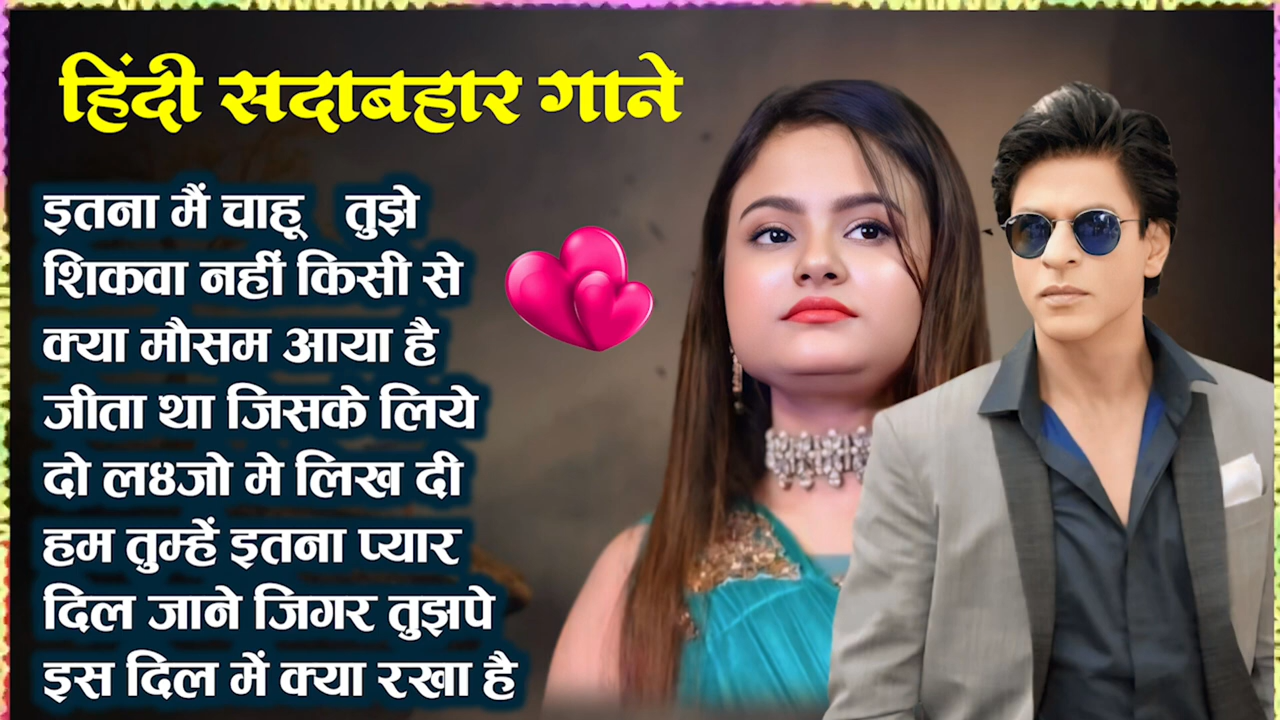 हिंदी सदाबहार गाने
इतना मैं चाहू तुझे
शिकवा नहीं किसी से
क्या मौसम आया है
जीता था जिसके लिये
दो ल४जो मे लिख दी
हम तुम्हें इतना प्यार
दिल जाने जिगर तुझपे
इस दिल में क्या रखा है